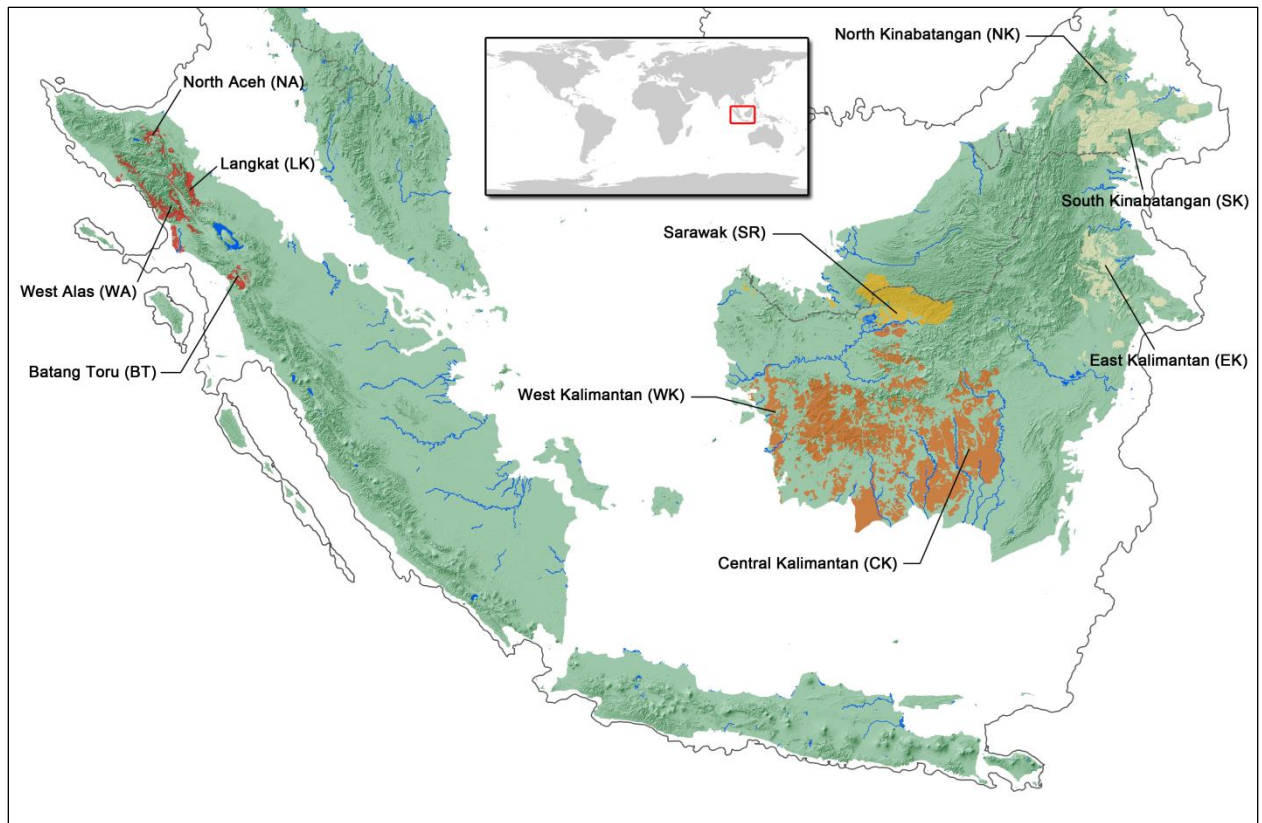 North Kinabatangan (NK)
North Aceh (NA)
Langkat (LK)
South Kinabatangan (SK)
Sarawak (SR)
West Alas (WA)
East Kalimantan (EK)
Batang Toru (BT)
West Kalimantan (WK)
Central Kalimantan (CK)